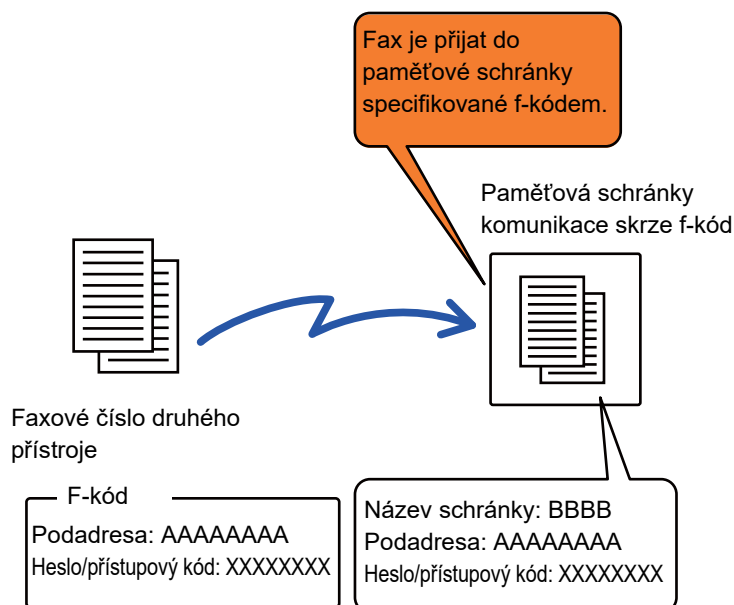 Fax je přijat do
paměťové schránky
specifikované f-kódem.
Paměťová schránky
komunikace skrze f-kód
Faxové číslo druhého
přístroje
F-kód
Podadresa: AAAAAAAA
Heslo/přístupový kód: XXXXXXXX
Název schránky: BBBB
Podadresa: AAAAAAAA
Heslo/přístupový kód: XXXXXXXX